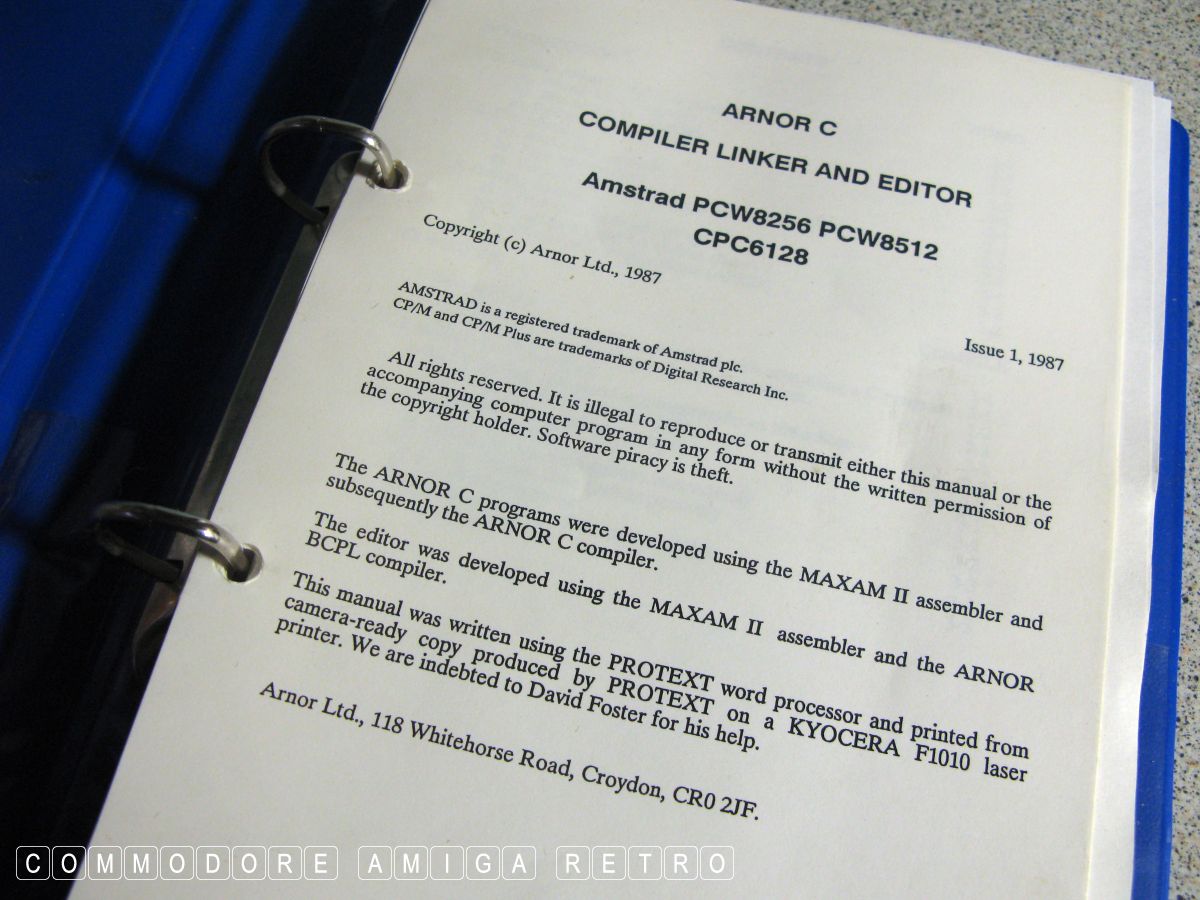 ARNOR C
COMPILER LINKER AND EDITOR
Amstrad PCW8256 PCW8512
CPC6128
Copyright (c) Arnor Ltd., 1987
Issue 1, 1987
AMSTRAD is a registered trademark of Amstrad plc.
CP/M and CP/M Plus are trademarks of Digital Research Inc.
All rights reserved. It is illegal to reproduce or transmit either this manual or the
accompanying computer program in any form without the written permission of
the copyright holder. Software piracy is theft.
The ARNOR C programs were developed using the MAXAM II assembler and
subsequently the ARNOR C compiler.
The editor was developed using the MAXAM II assembler and the ARNOR
BCPL compiler.
This manual was written using the PROTEXT word processor and printed from
camera-ready copy produced by PROTEXT on a KYOCERA F1010 laser
printer. We are indebted to David Foster for his help.
Arnor Ltd., 118 Whitehorse Road, Croydon, CR0 2JF.
COMMODORE AMIGA RETRO